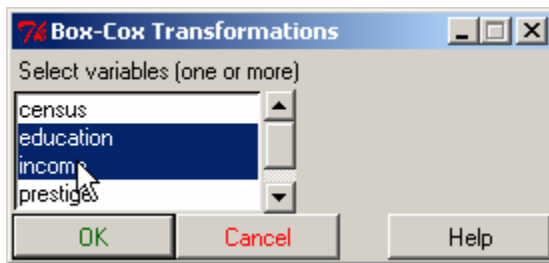 Box-Cox Transformations
Select variables (one or more)
census
education
income
prestige
OK Cancel Help